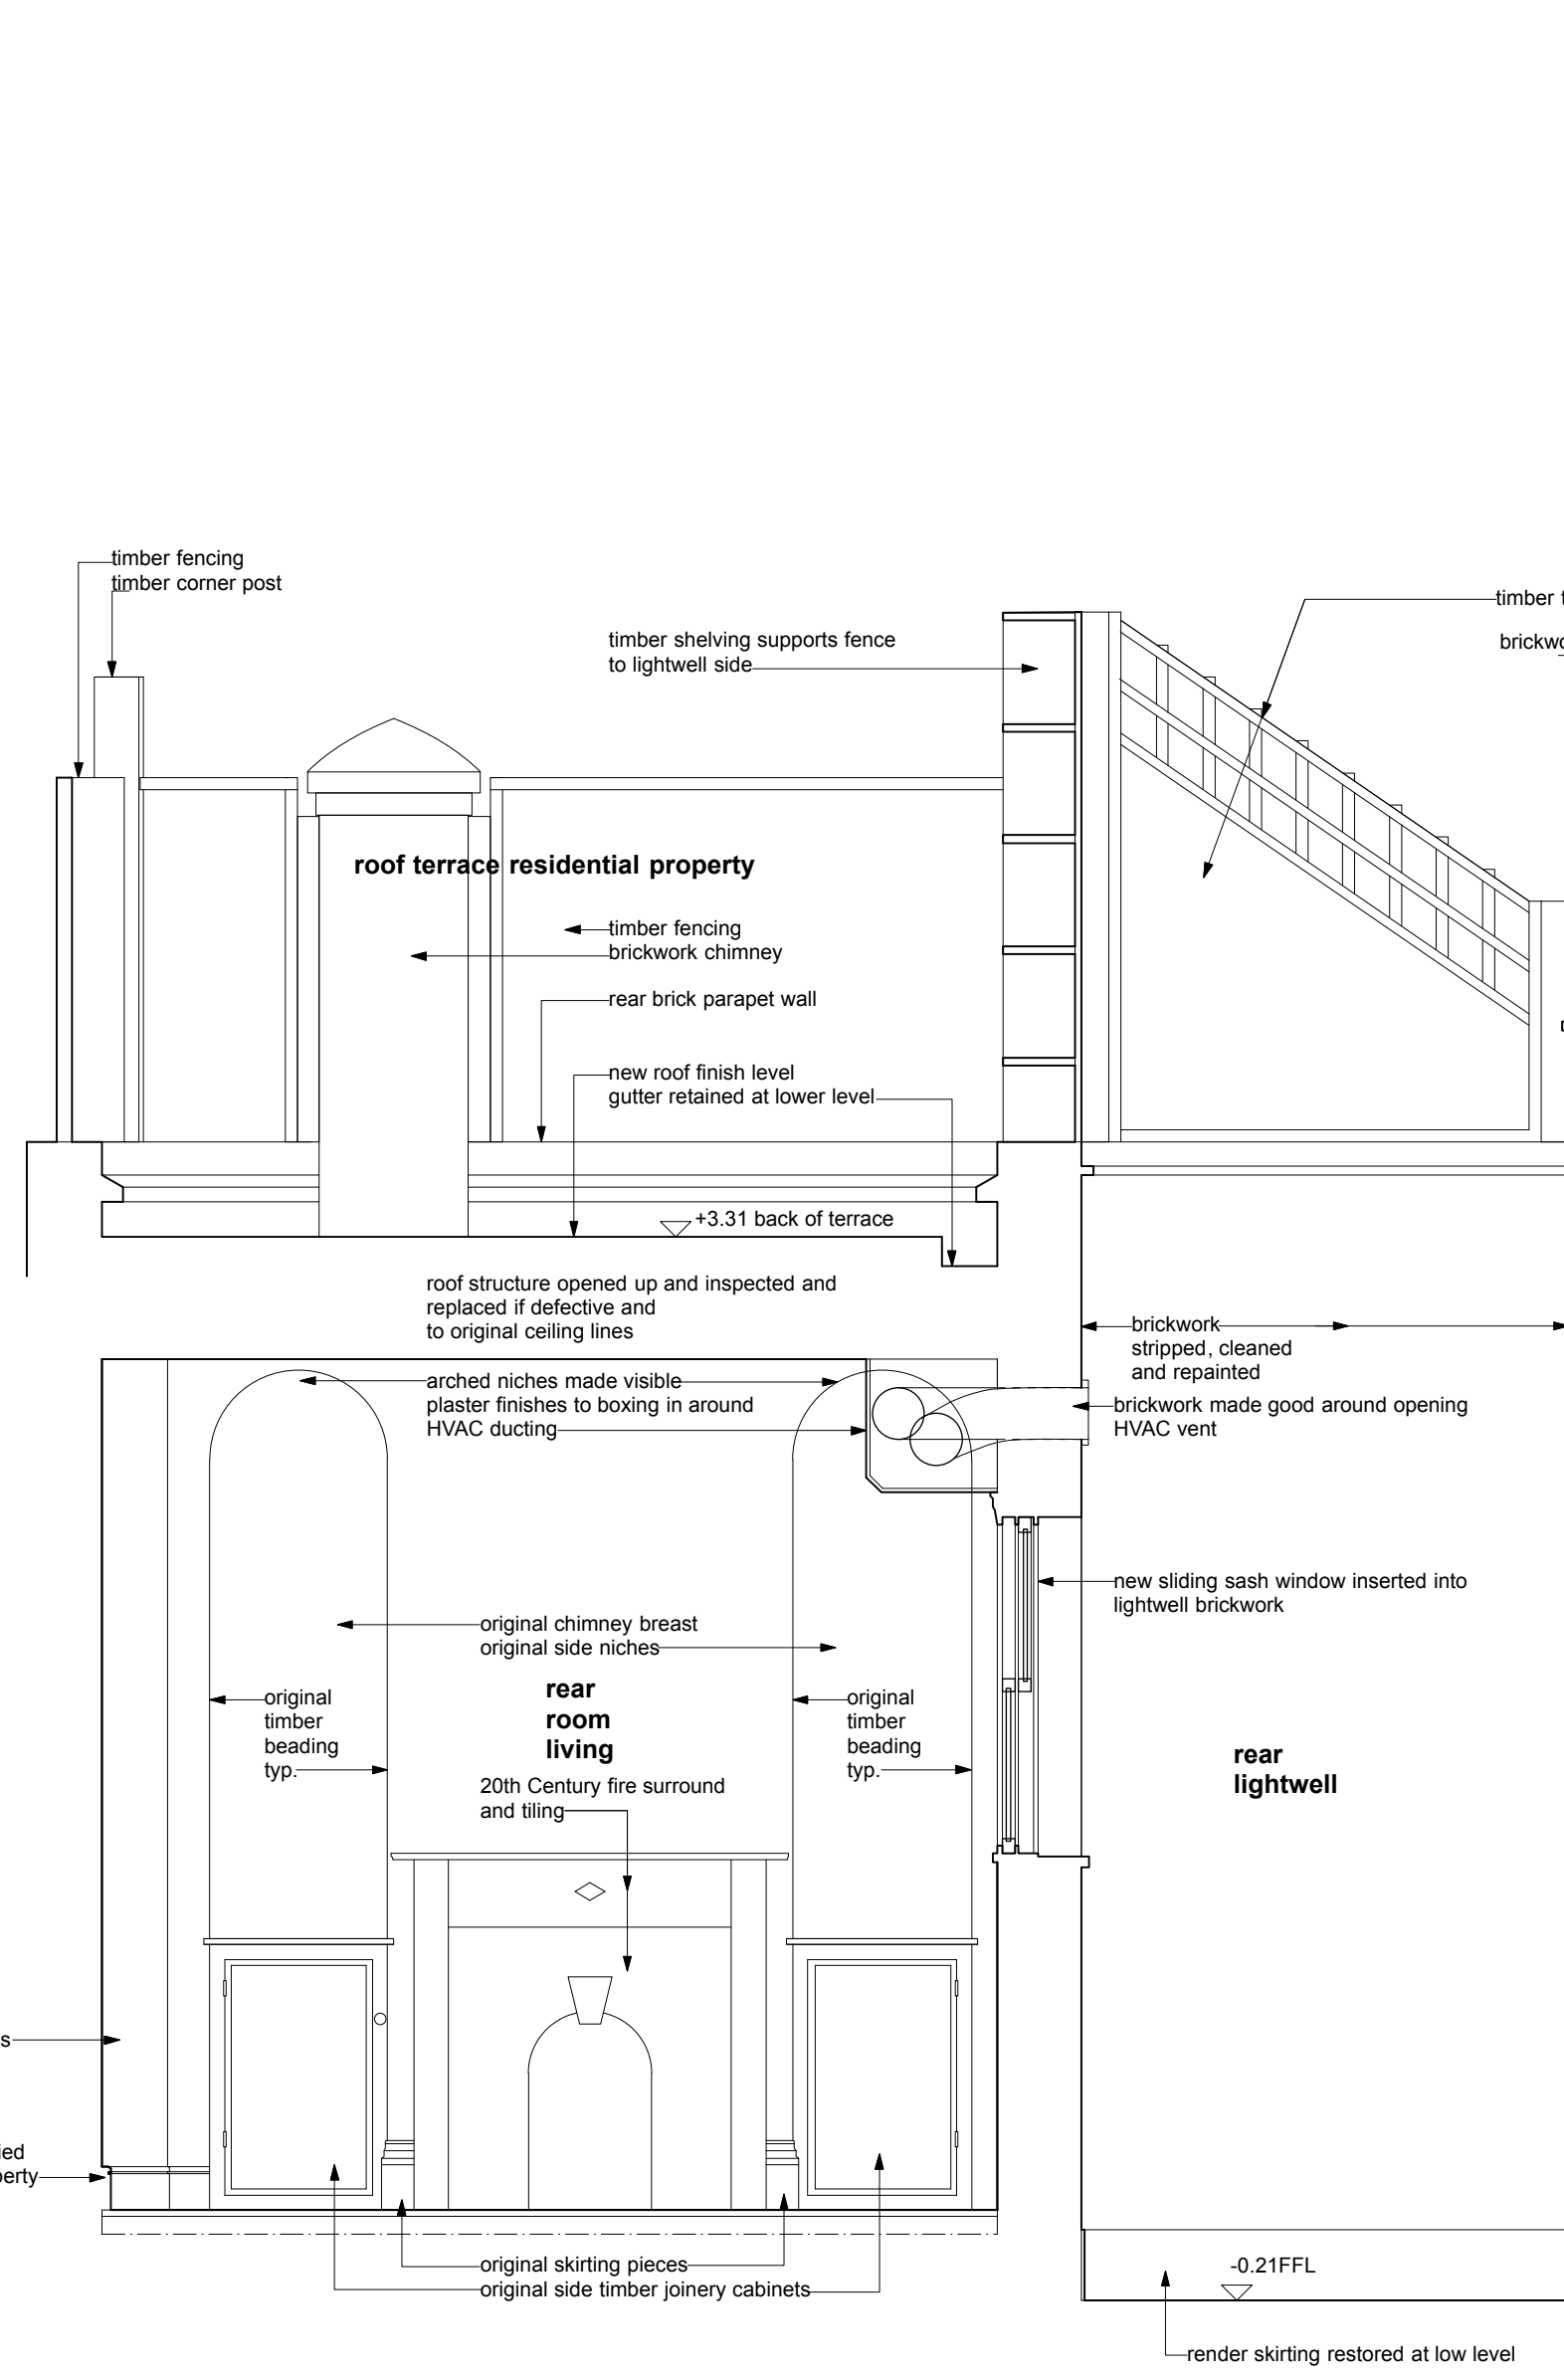 timber fencing
timber corner post
timber shelving supports fence
to lightwell side
timber
roof terrace residential property
timber fencing
brickwork chimney
rear brick parapet wall
new roof finish level
gutter retained at lower level
+3.31 back of terrace
roof structure opened up and inspected and
replaced if defective and
to original ceiling lines
brickwork
stripped, cleaned
and repainted
arched niches made visible
plaster finishes to boxing in around
HVAC ducting
brickwork made good around opening
HVAC vent
new sliding sash window inserted into
lightwell brickwork
original chimney breast
original side niches
rear
room
living
original
timber
beading
typ.
original
timber
beading
typ.
20th Century fire surround
and tiling
rear
lightwell
original skirting pieces
original side timber joinery cabinets
-0.21FFL
render skirting restored at low level